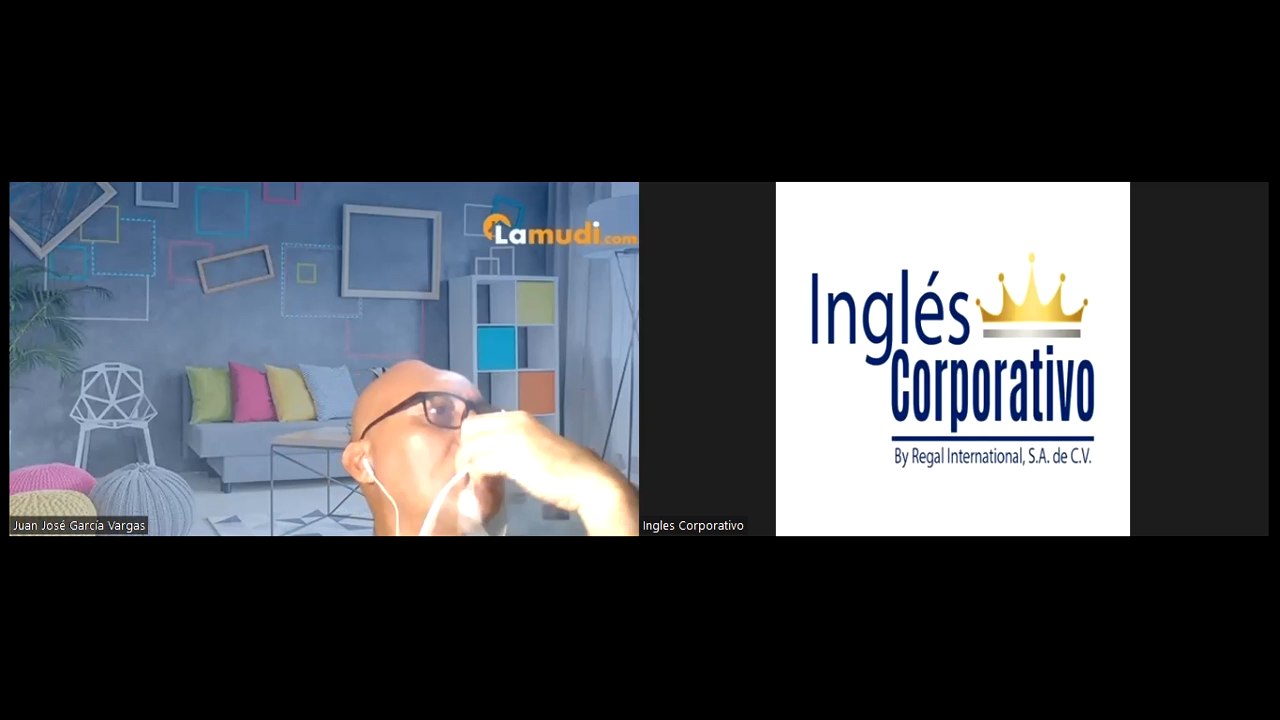 Lamudi.com
Juan José García Vargas
Inglés
Corporativo
By Regal International, S.A. de C.V.
Ingles Corporativo